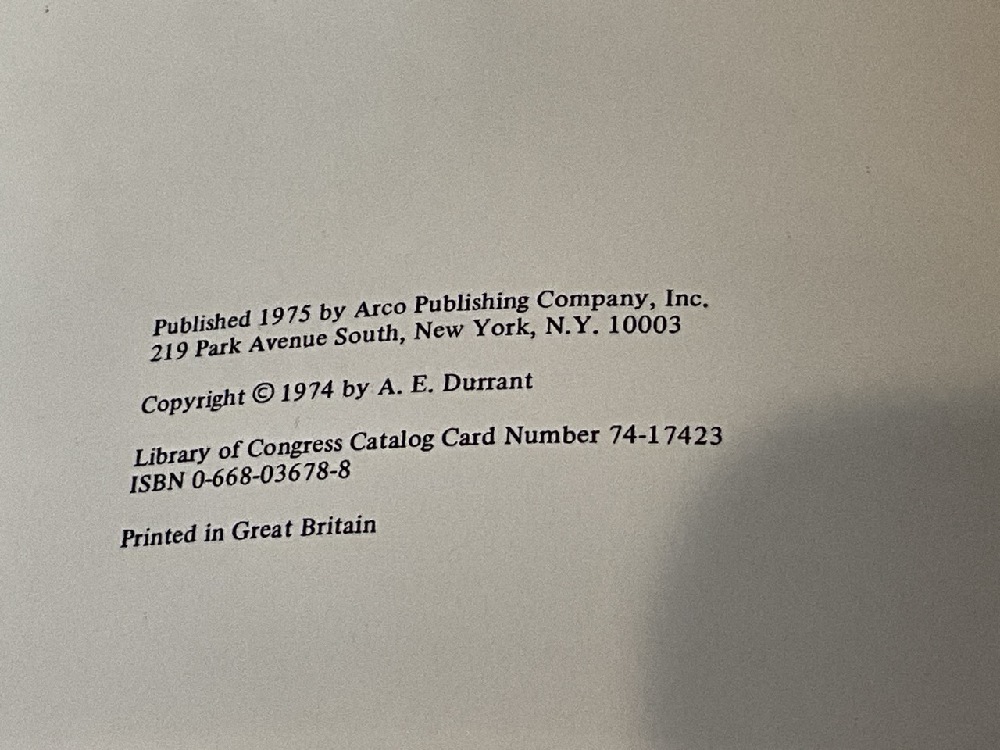 Published 1975 by Arco Publishing Company, Inc.
219 Park Avenue South, New York, N.Y. 10003
Copyright © 1974 by A. E. Durrant
Library of Congress Catalog Card Number 74-17423
ISBN 0-668-03678-8
Printed in Great Britain